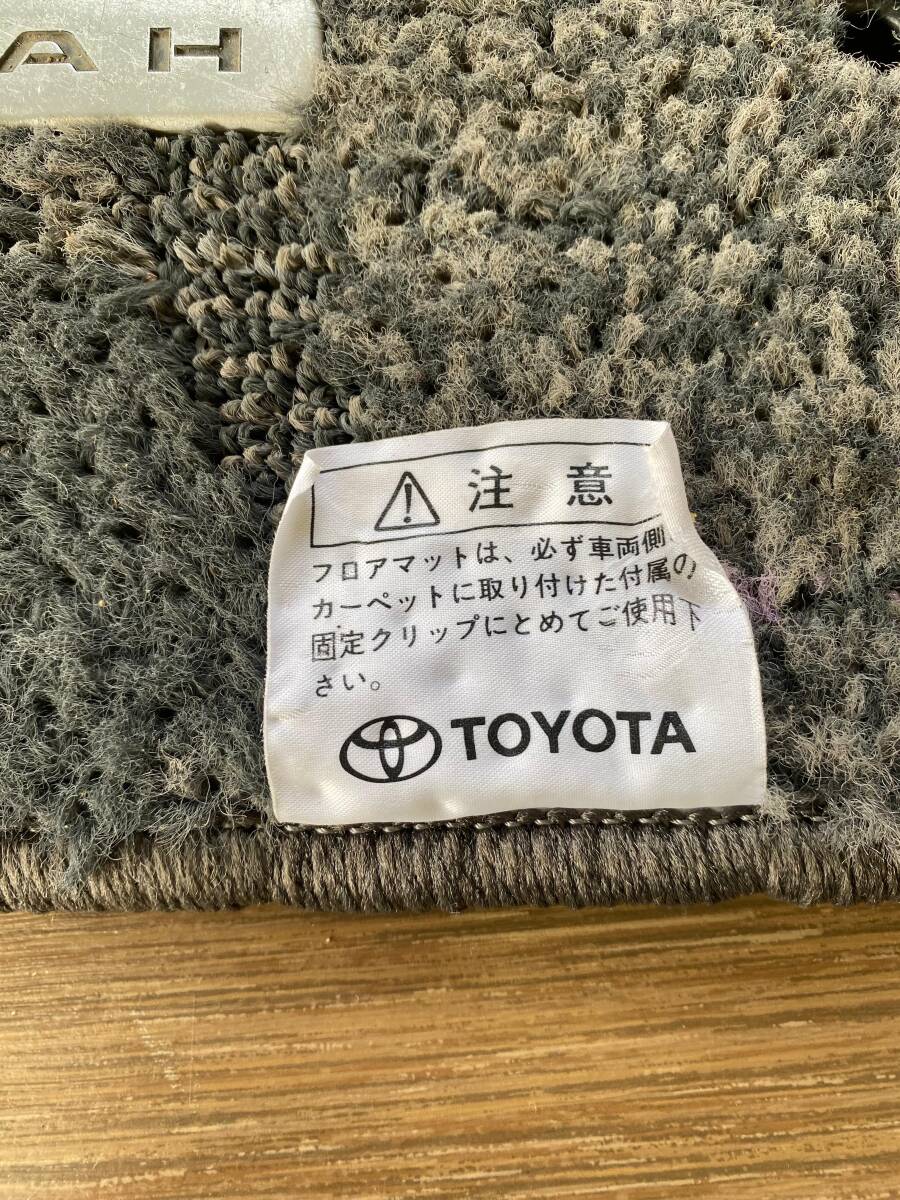 AH
注意
フロアマットは、必ず車両側
カーペットに取り付けた付属の
固定クリップにとめてご使用下
さい。
TOYOTA